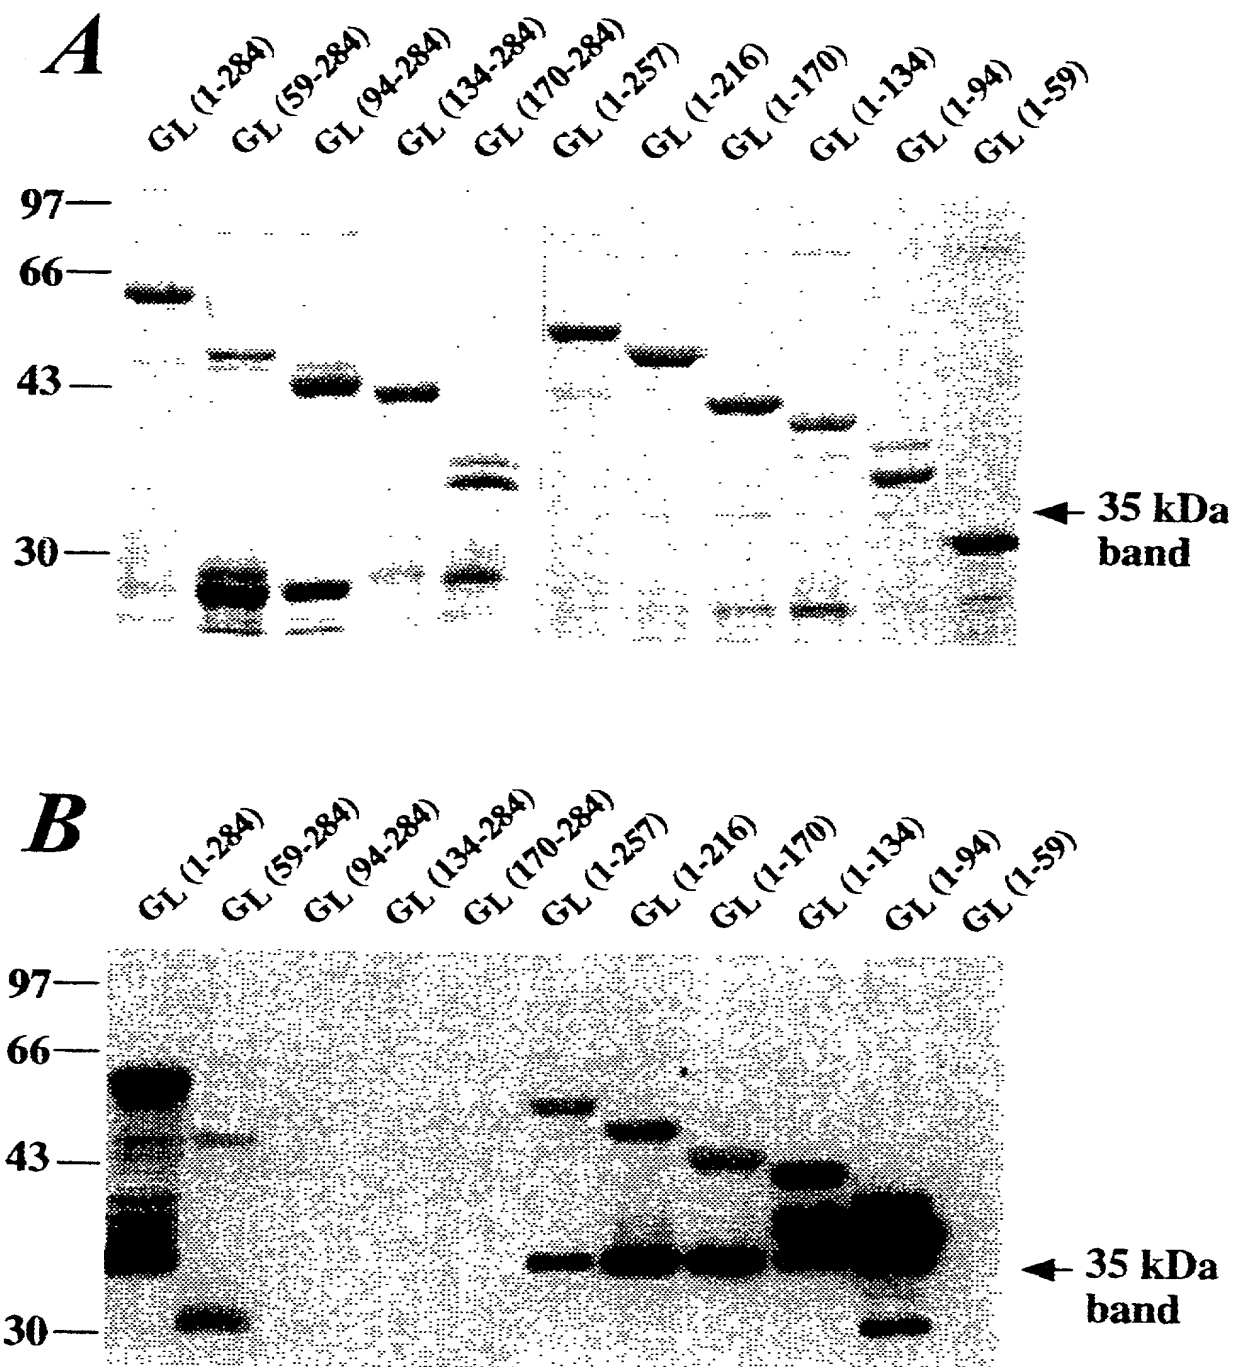 A
GL (1-284)
GL (59-284)
GL (94-284)
GL (134-284)
GL (170-284)
GL (1-257)
GL (1-216)
GL (1-170)
GL (1-134)
GL (1-94)
GL (1-59)
97
66
43
30
35 kDa
band
B
GL (1-284)
GL (59-284)
GL (94-284)
GL (134-284)
GL (170-284)
GL (1-257)
GL (1-216)
GL (1-170)
GL (1-134)
GL (1-94)
GL (1-59)
97
66
43
35 kDa
band
30